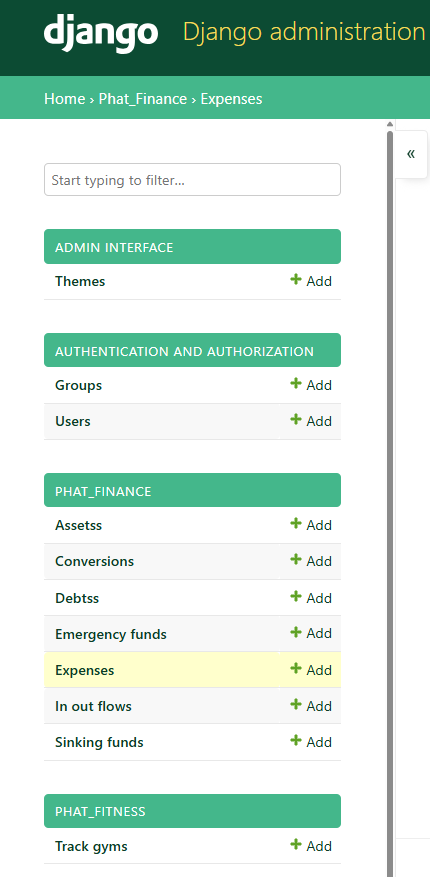 django Django administration
Home › Phat_Finance › Expenses
«
Start typing to filter...
ADMIN INTERFACE
Themes + Add
AUTHENTICATION AND AUTHORIZATION
Groups + Add
Users + Add
PHAT_FINANCE
Assetss + Add
Conversions + Add
Debtss + Add
Emergency funds + Add
Expenses + Add
In out flows + Add
Sinking funds + Add
PHAT_FITNESS
Track gyms + Add